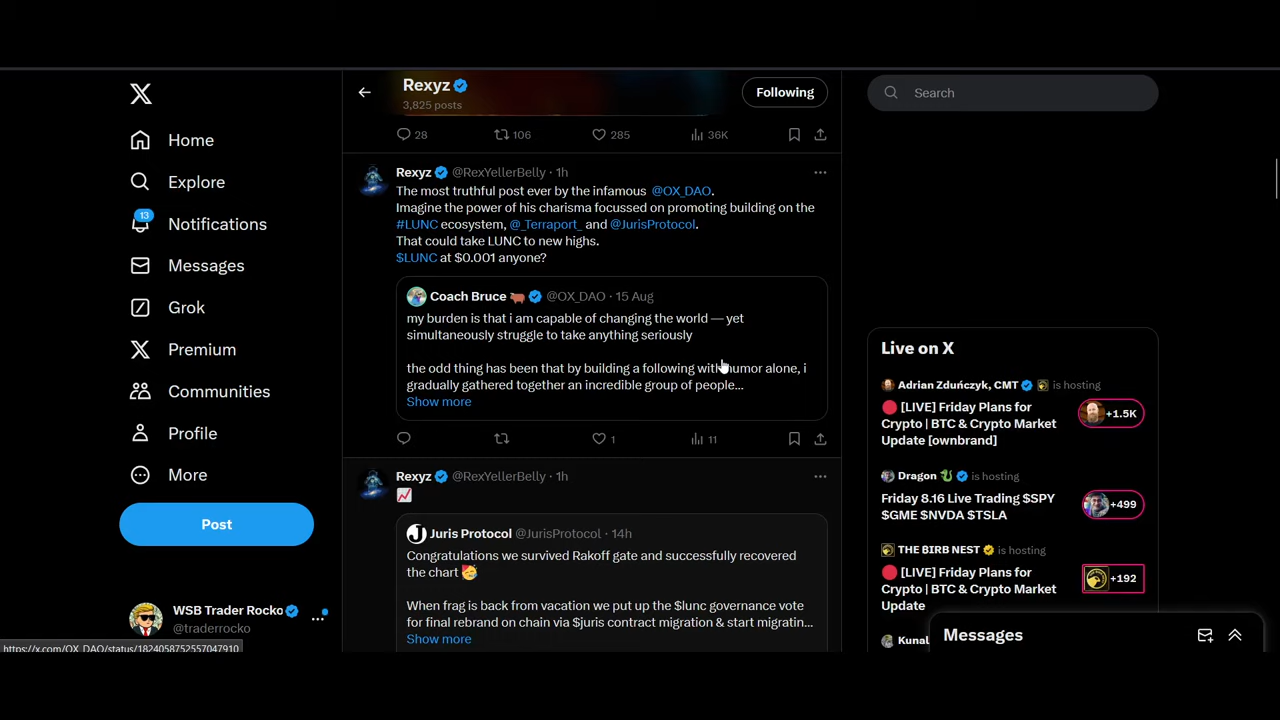 Home
Explore
13
Notifications
Messages
Grok
Premium
Communities
Profile
More
Post
WSB Trader Rocko
@traderrocko
https://x.com/OX_DAO/status/1824058752557047910
Rexyz
3,825 posts
Following
28 106 285 36K
Rexyz @RexYellerBelly · 1h
The most truthful post ever by the infamous @OX_DAO.
Imagine the power of his charisma focussed on promoting building on the
#LUNC ecosystem, @_Terraport_ and @JurisProtocol.
That could take LUNC to new highs.
$LUNC at $0.001 anyone?
Coach Bruce @OX_DAO · 15 Aug
my burden is that i am capable of changing the world — yet
simultaneously struggle to take anything seriously
the odd thing has been that by building a following with humor alone, i
gradually gathered together an incredible group of people...
Show more
1 11
Rexyz @RexYellerBelly · 1h
Juris Protocol @JurisProtocol · 14h
Congratulations we survived Rakoff gate and successfully recovered
the chart
When frag is back from vacation we put up the $lunc governance vote
for final rebrand on chain via $juris contract migration & start migratin...
Show more
Search
Live on X
Adrian Zduńczyk, CMT is hosting
[LIVE] Friday Plans for
Crypto | BTC & Crypto Market
Update [ownbrand]
+1.5K
Dragon is hosting
Friday 8.16 Live Trading $SPY
$GME $NVDA $TSLA
+499
THE ₿IRB NEST is hosting
[LIVE] Friday Plans for
Crypto | BTC & Crypto Market
Update
+192
Kunal
Messages